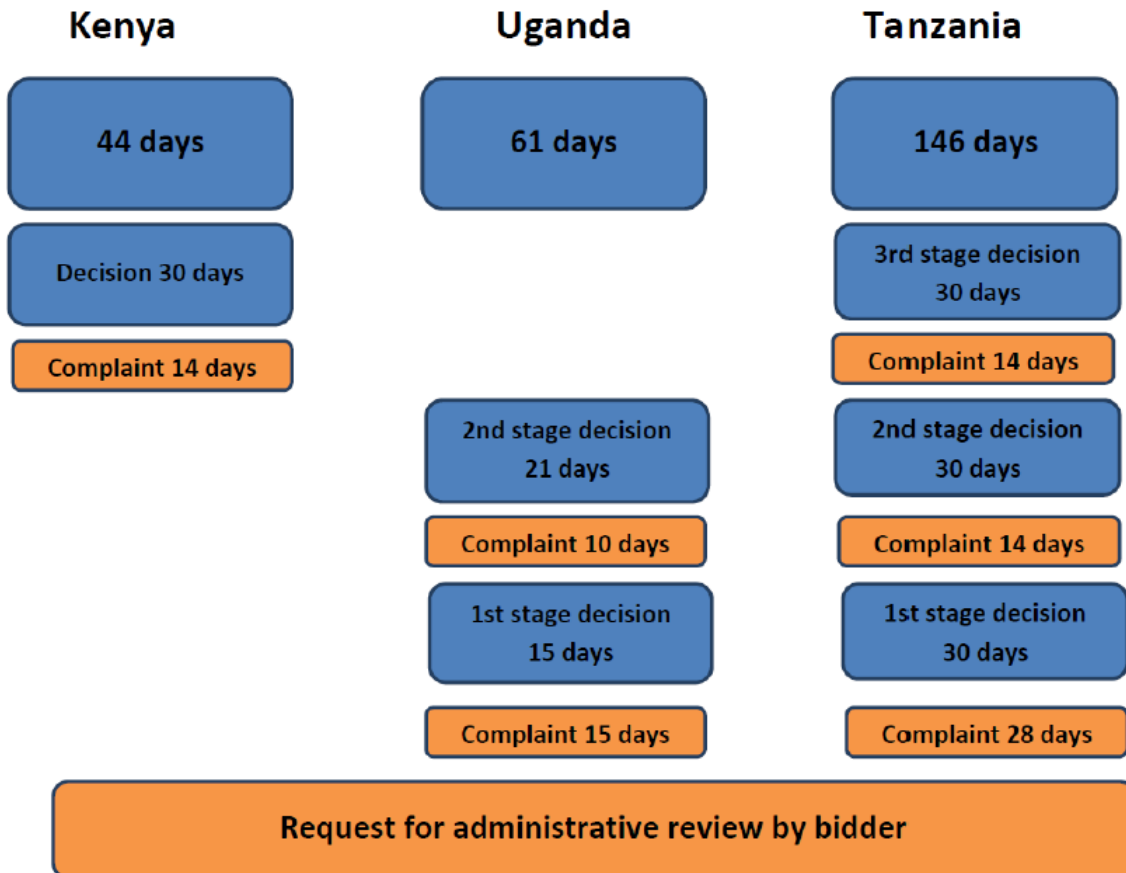 Kenya
Uganda
Tanzania
44 days
61 days
146 days
Decision 30 days
3rd stage decision
30 days
Complaint 14 days
Complaint 14 days
2nd stage decision
21 days
2nd stage decision
30 days
Complaint 10 days
Complaint 14 days
1st stage decision
15 days
1st stage decision
30 days
Complaint 15 days
Complaint 28 days
Request for administrative review by bidder